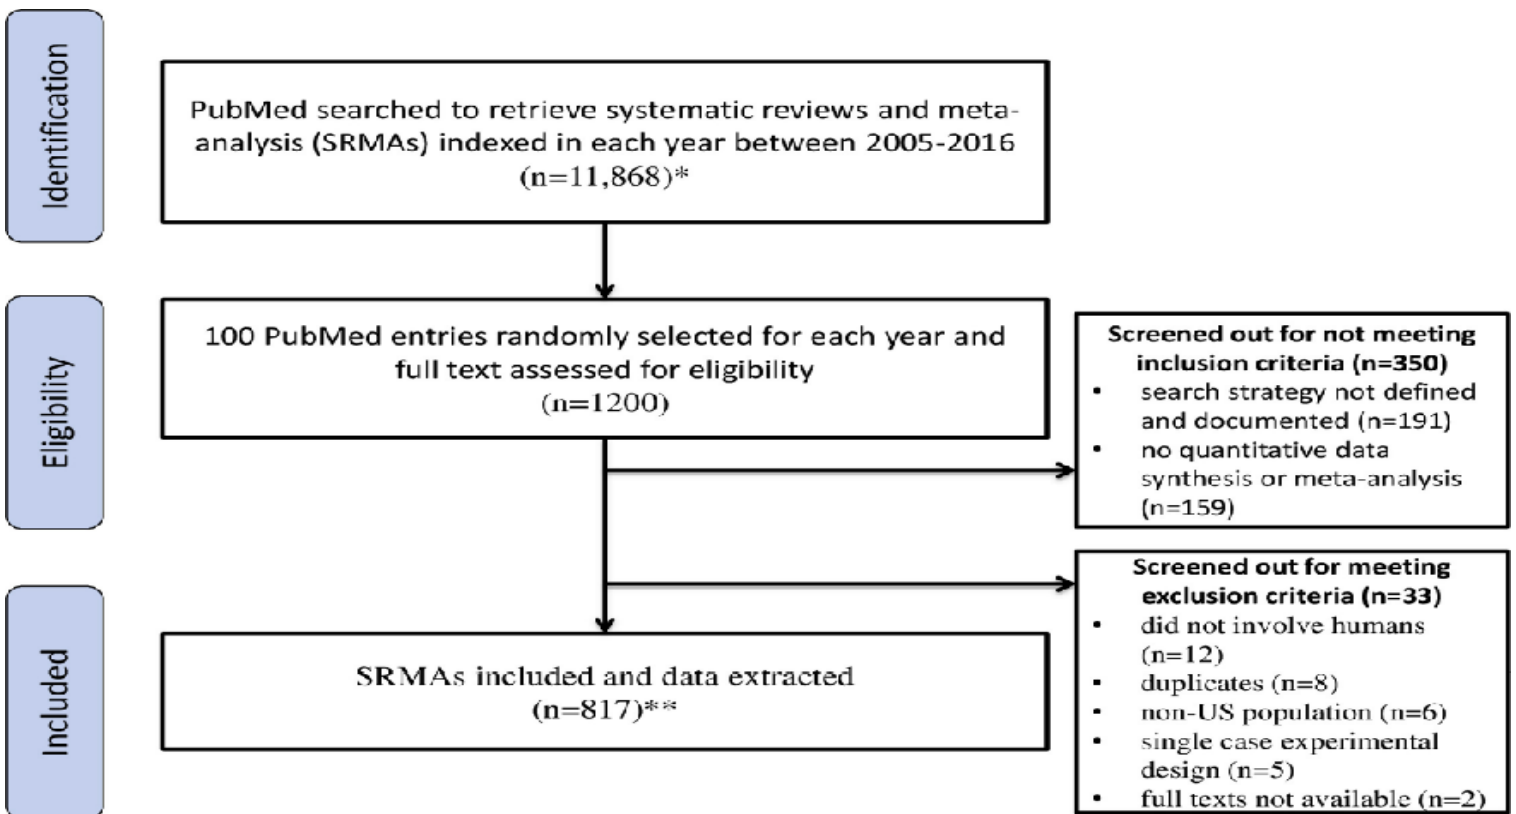 Identification
PubMed searched to retrieve systematic reviews and meta-
analysis (SRMAs) indexed in each year between 2005-2016
(n=11,868)*
Eligibility
100 PubMed entries randomly selected for each year and
full text assessed for eligibility
(n=1200)
Screened out for not meeting
inclusion criteria (n=350)
• search strategy not defined
and documented (n=191)
• no quantitative data
synthesis or meta-analysis
(n=159)
Screened out for meeting
exclusion criteria (n=33)
• did not involve humans
(n=12)
• duplicates (n=8)
• non-US population (n=6)
• single case experimental
design (n=5)
• full texts not available (n=2)
Included
SRMAs included and data extracted
(n=817)**